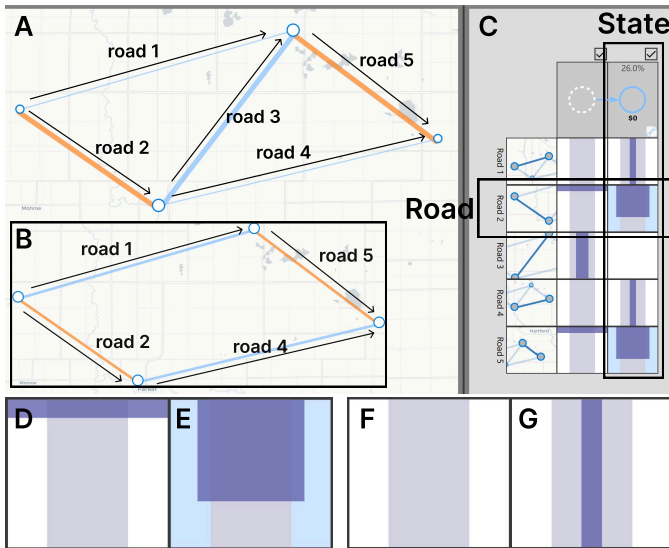 A
road 1
road 2
road 3
road 4
road 5
Monroe
B
road 1
road 2
road 4
road 5
Monroe
Parker
C
State
26.0%
$0
Road 1
Road
Road 2
Road 3
Road 4
Hartford
Road 5
D
E
F
G